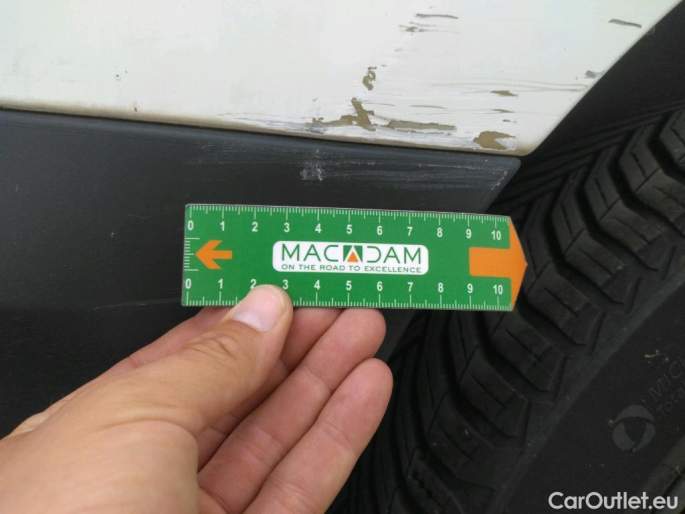 0 1 2 3 4 5 6 7 8 9 10
MACADAM
ON THE ROAD TO EXCELLENCE
0 1 2 3 4 5 6 7 8 9 10
CarOutlet.eu